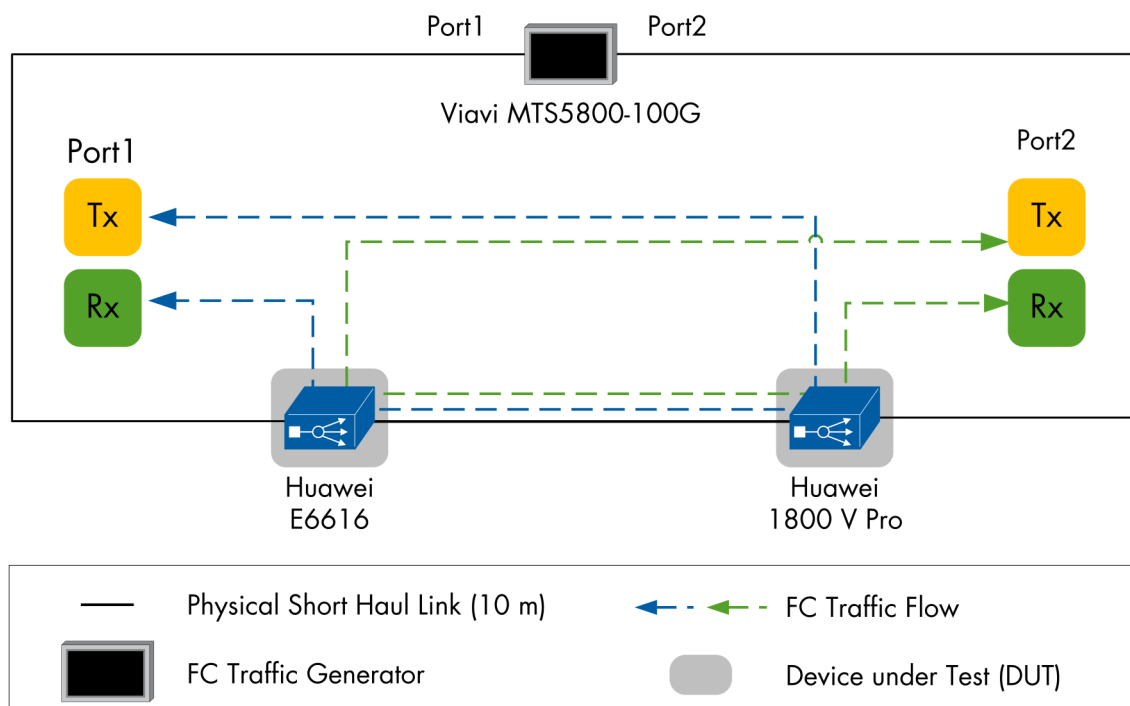 Port1
Port2
Viavi MTS5800-100G
Port1
Port2
Tx
Tx
Rx
Rx
Huawei
E6616
Huawei
1800 V Pro
Physical Short Haul Link (10 m)
FC Traffic Flow
FC Traffic Generator
Device under Test (DUT)